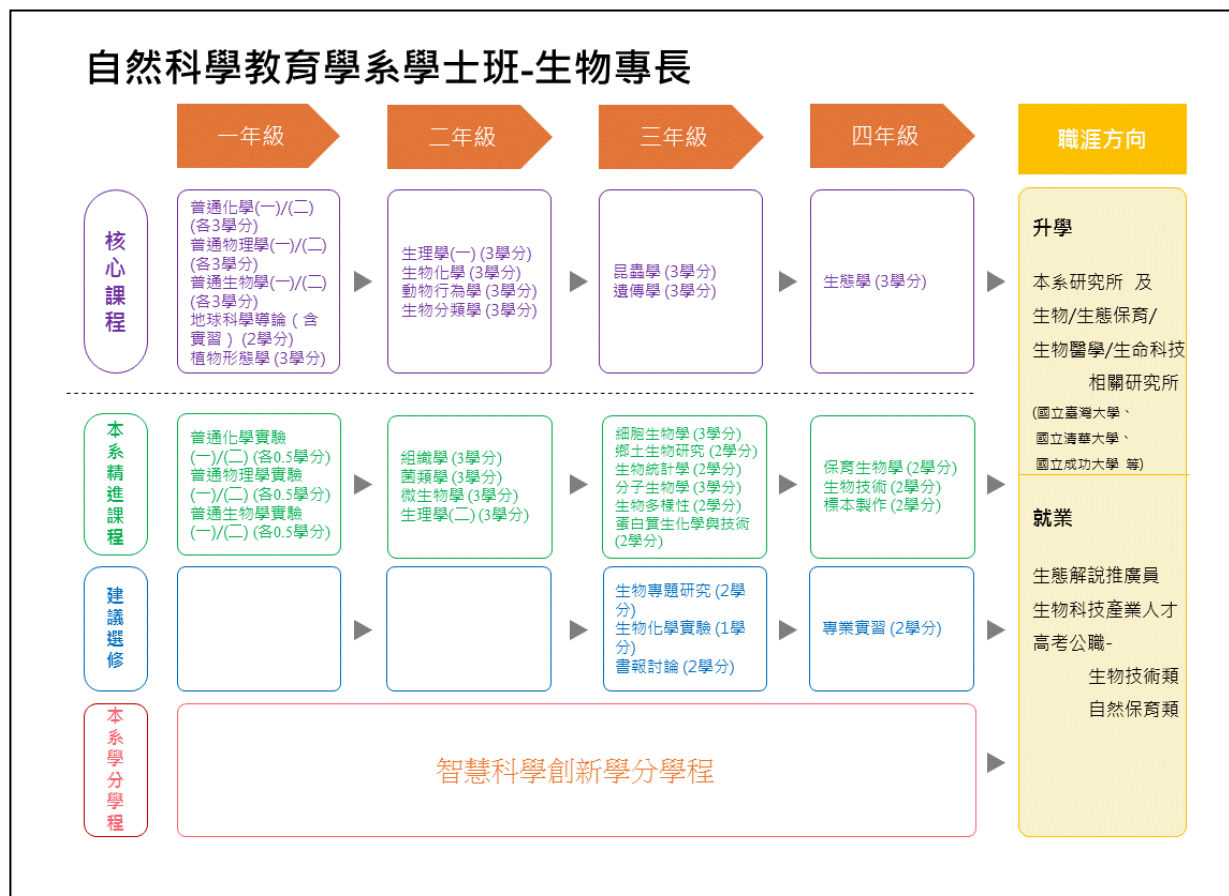 自然科學教育學系學士班-生物專長
一年級
二年級
三年級
四年級
職涯方向
核心課程
普通化學(一)/(二)
(各3學分)
普通物理學(一)/(二)
(各3學分)
普通生物學(一)/(二)
(各3學分)
地球科學導論（含
實習）(2學分)
植物形態學 (3學分)
生理學(一) (3學分)
生物化學 (3學分)
動物行為學 (3學分)
生物分類學 (3學分)
昆蟲學 (3學分)
遺傳學 (3學分)
生態學 (3學分)
本系精進課程
普通化學實驗
(一)/(二) (各0.5學分)
普通物理學實驗
(一)/(二) (各0.5學分)
普通生物學實驗
(一)/(二) (各0.5學分)
組織學 (3學分)
菌類學 (3學分)
微生物學 (3學分)
生理學(二) (3學分)
細胞生物學 (3學分)
鄉土生物研究 (2學分)
生物統計學 (2學分)
分子生物學 (3學分)
生物多樣性 (2學分)
蛋白質生化學與技術
(2學分)
保育生物學 (2學分)
生物技術 (2學分)
標本製作 (2學分)
建議選修
生物專題研究 (2學
分)
生物化學實驗 (1學
分)
書報討論 (2學分)
專業實習 (2學分)
本系學分學程
智慧科學創新學分學程
升學
本系研究所 及
生物/生態保育/
生物醫學/生命科技
相關研究所
(國立臺灣大學、
國立清華大學、
國立成功大學 等)
就業
生態解說推廣員
生物科技產業人才
高考公職-
生物技術類
自然保育類